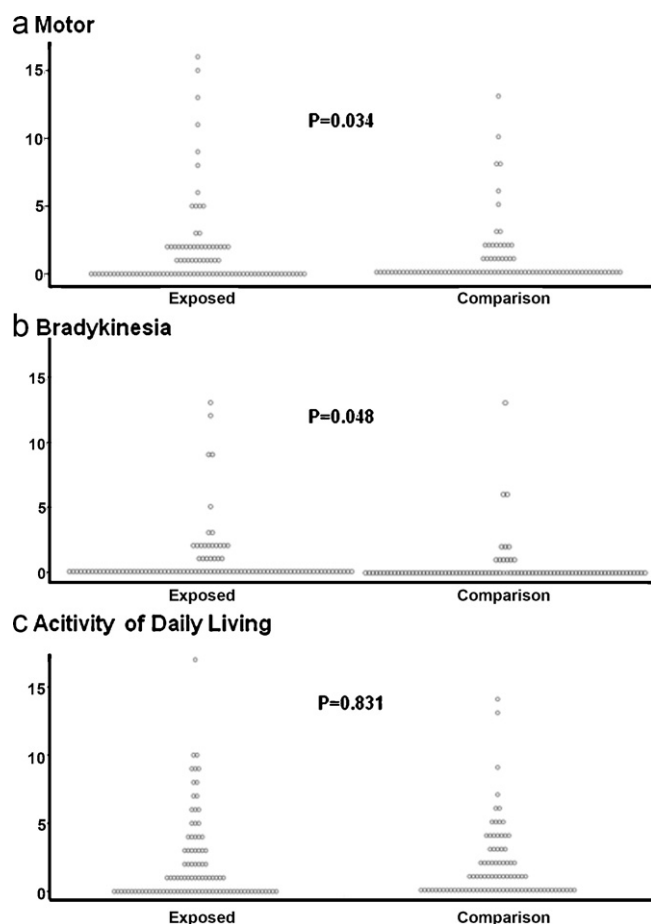 a Motor
15
P=0.034
10
5
0
Exposed Comparison
b Bradykinesia
15
P=0.048
10
5
0
Exposed Comparison
c Acitivity of Daily Living
15
P=0.831
10
5
0
Exposed Comparison